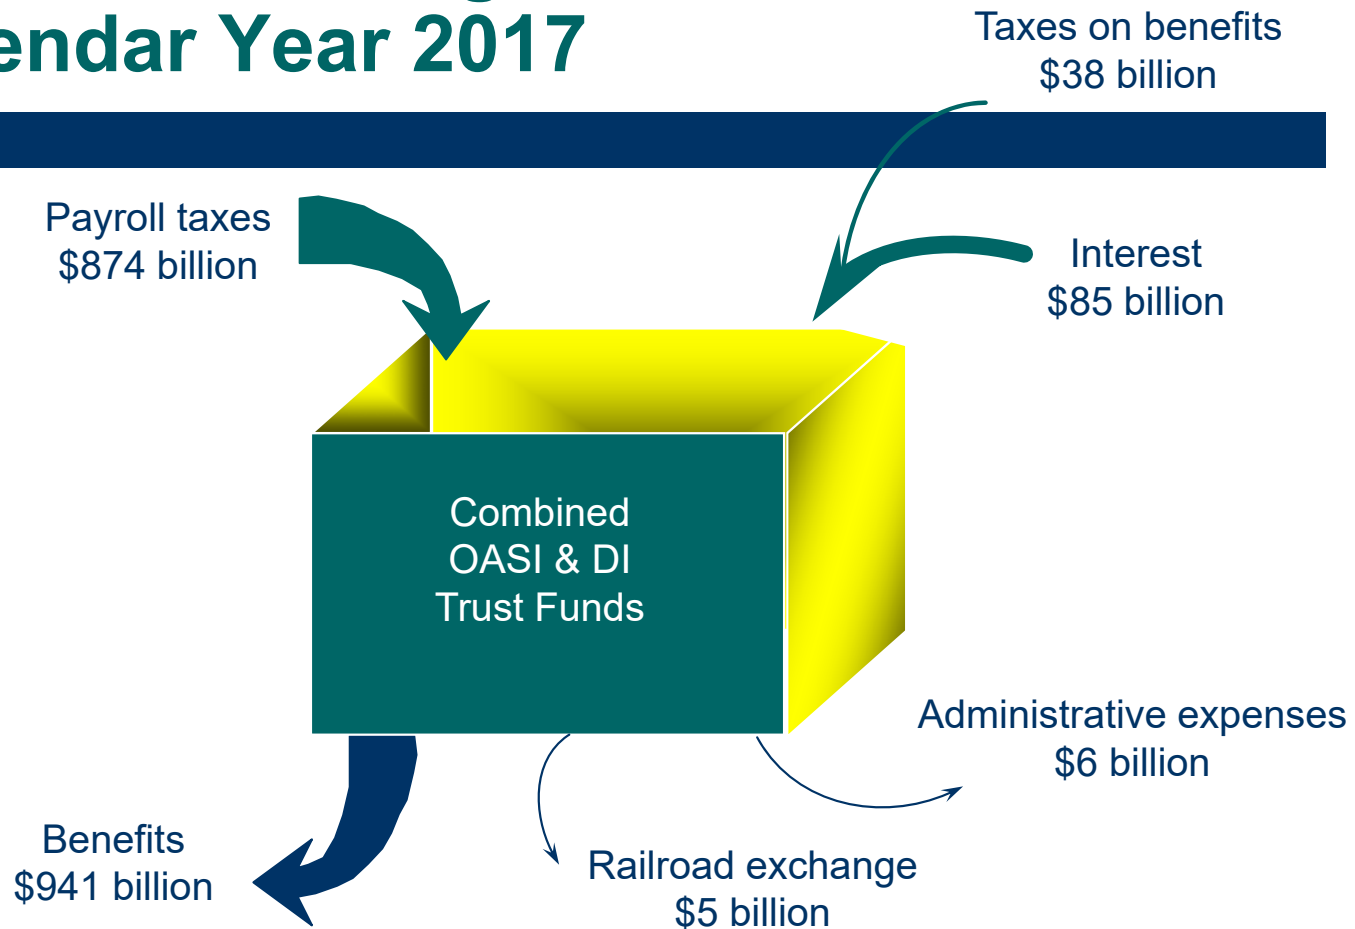 endar Year 2017
Taxes on benefits
$38 billion
Payroll taxes
$874 billion
Interest
$85 billion
Combined
OASI & DI
Trust Funds
Administrative expenses
$6 billion
Benefits
$941 billion
Railroad exchange
$5 billion